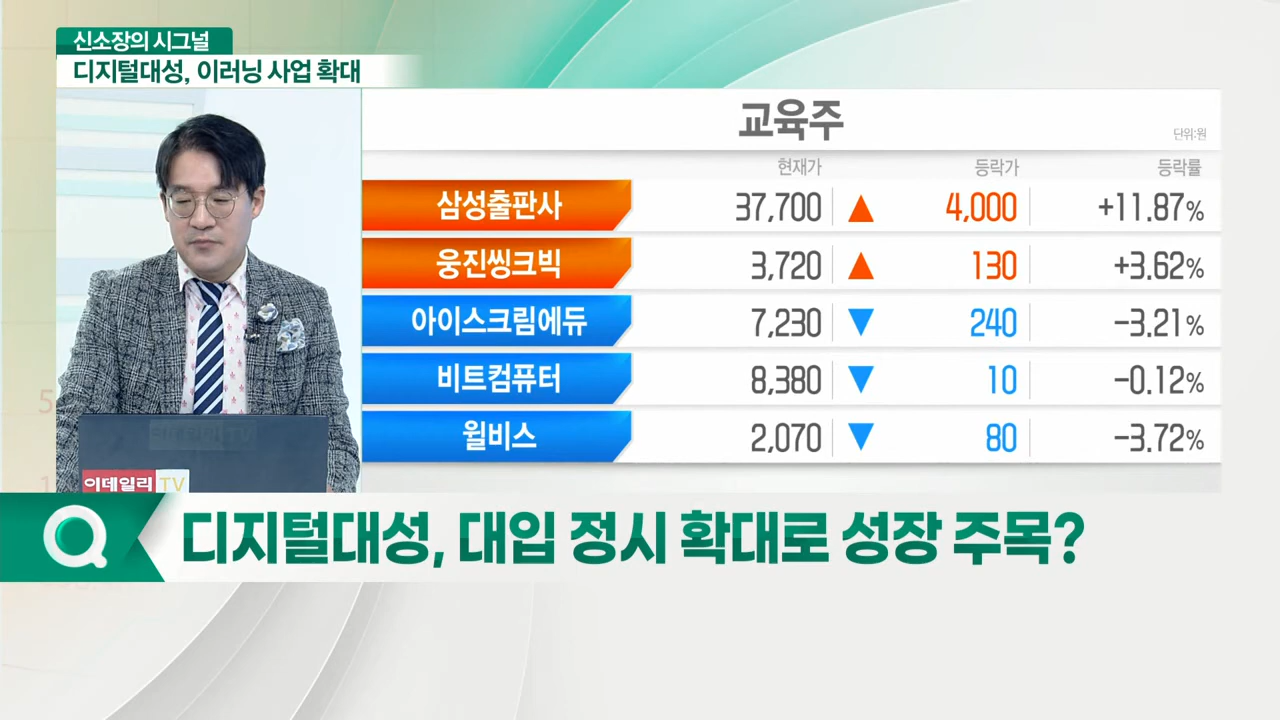 신소장의 시그널
디지털대성, 이러닝 사업 확대
교육주
단위:원
현재가 등락가 등락률
삼성출판사 37,700 ▲ 4,000 +11.87%
웅진씽크빅 3,720 ▲ 130 +3.62%
아이스크림에듀 7,230 ▼ 240 -3.21%
비트컴퓨터 8,380 ▼ 10 -0.12%
윌비스 2,070 ▼ 80 -3.72%
이데일리 TV
디지털대성, 대입 정시 확대로 성장 주목?